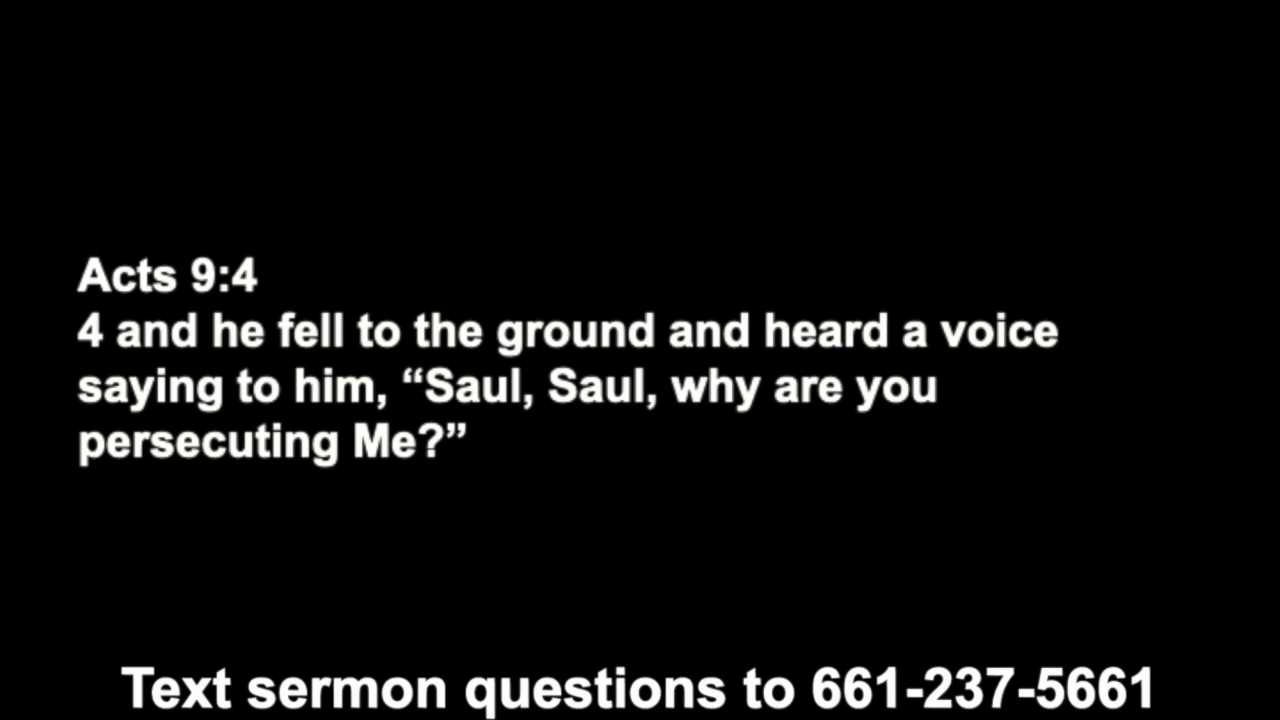 Acts 9:4
4 and he fell to the ground and heard a voice
saying to him, “Saul, Saul, why are you
persecuting Me?”
Text sermon questions to 661-237-5661